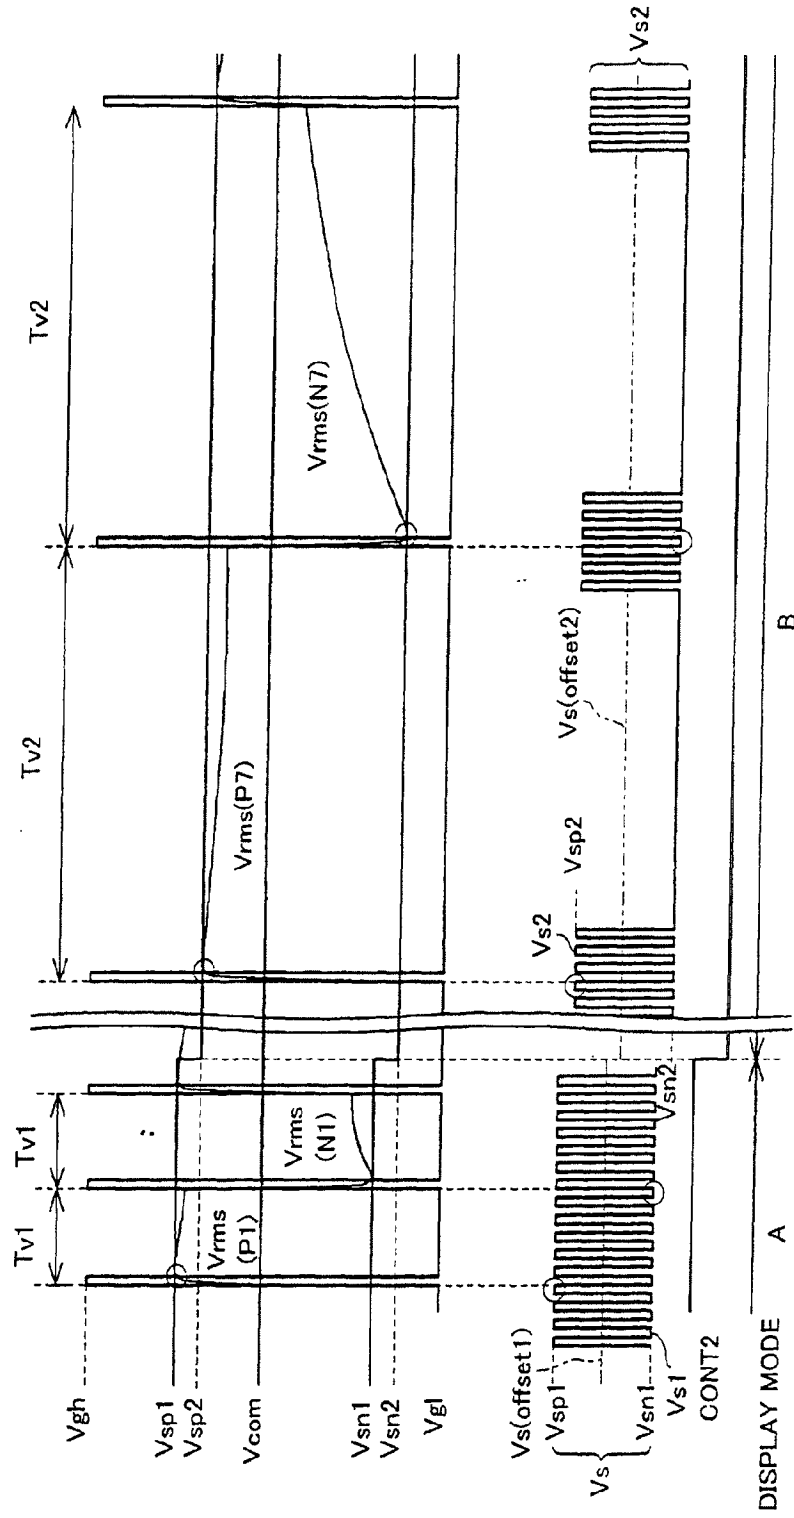 Tv1
Tv1
Tv2
Tv2
Vgh
Vsp1
Vsp2
Vcom
Vsn1
Vsn2
Vgl
Vrms
(P1)
Vrms
(N1)
Vrms(P7)
Vrms(N7)
Vs(offset1)
Vsp1
Vs
Vsn1
Vs1
Vsn2
Vs2
Vsp2
Vs(offset2)
Vs2
CONT2
DISPLAY MODE
A
B